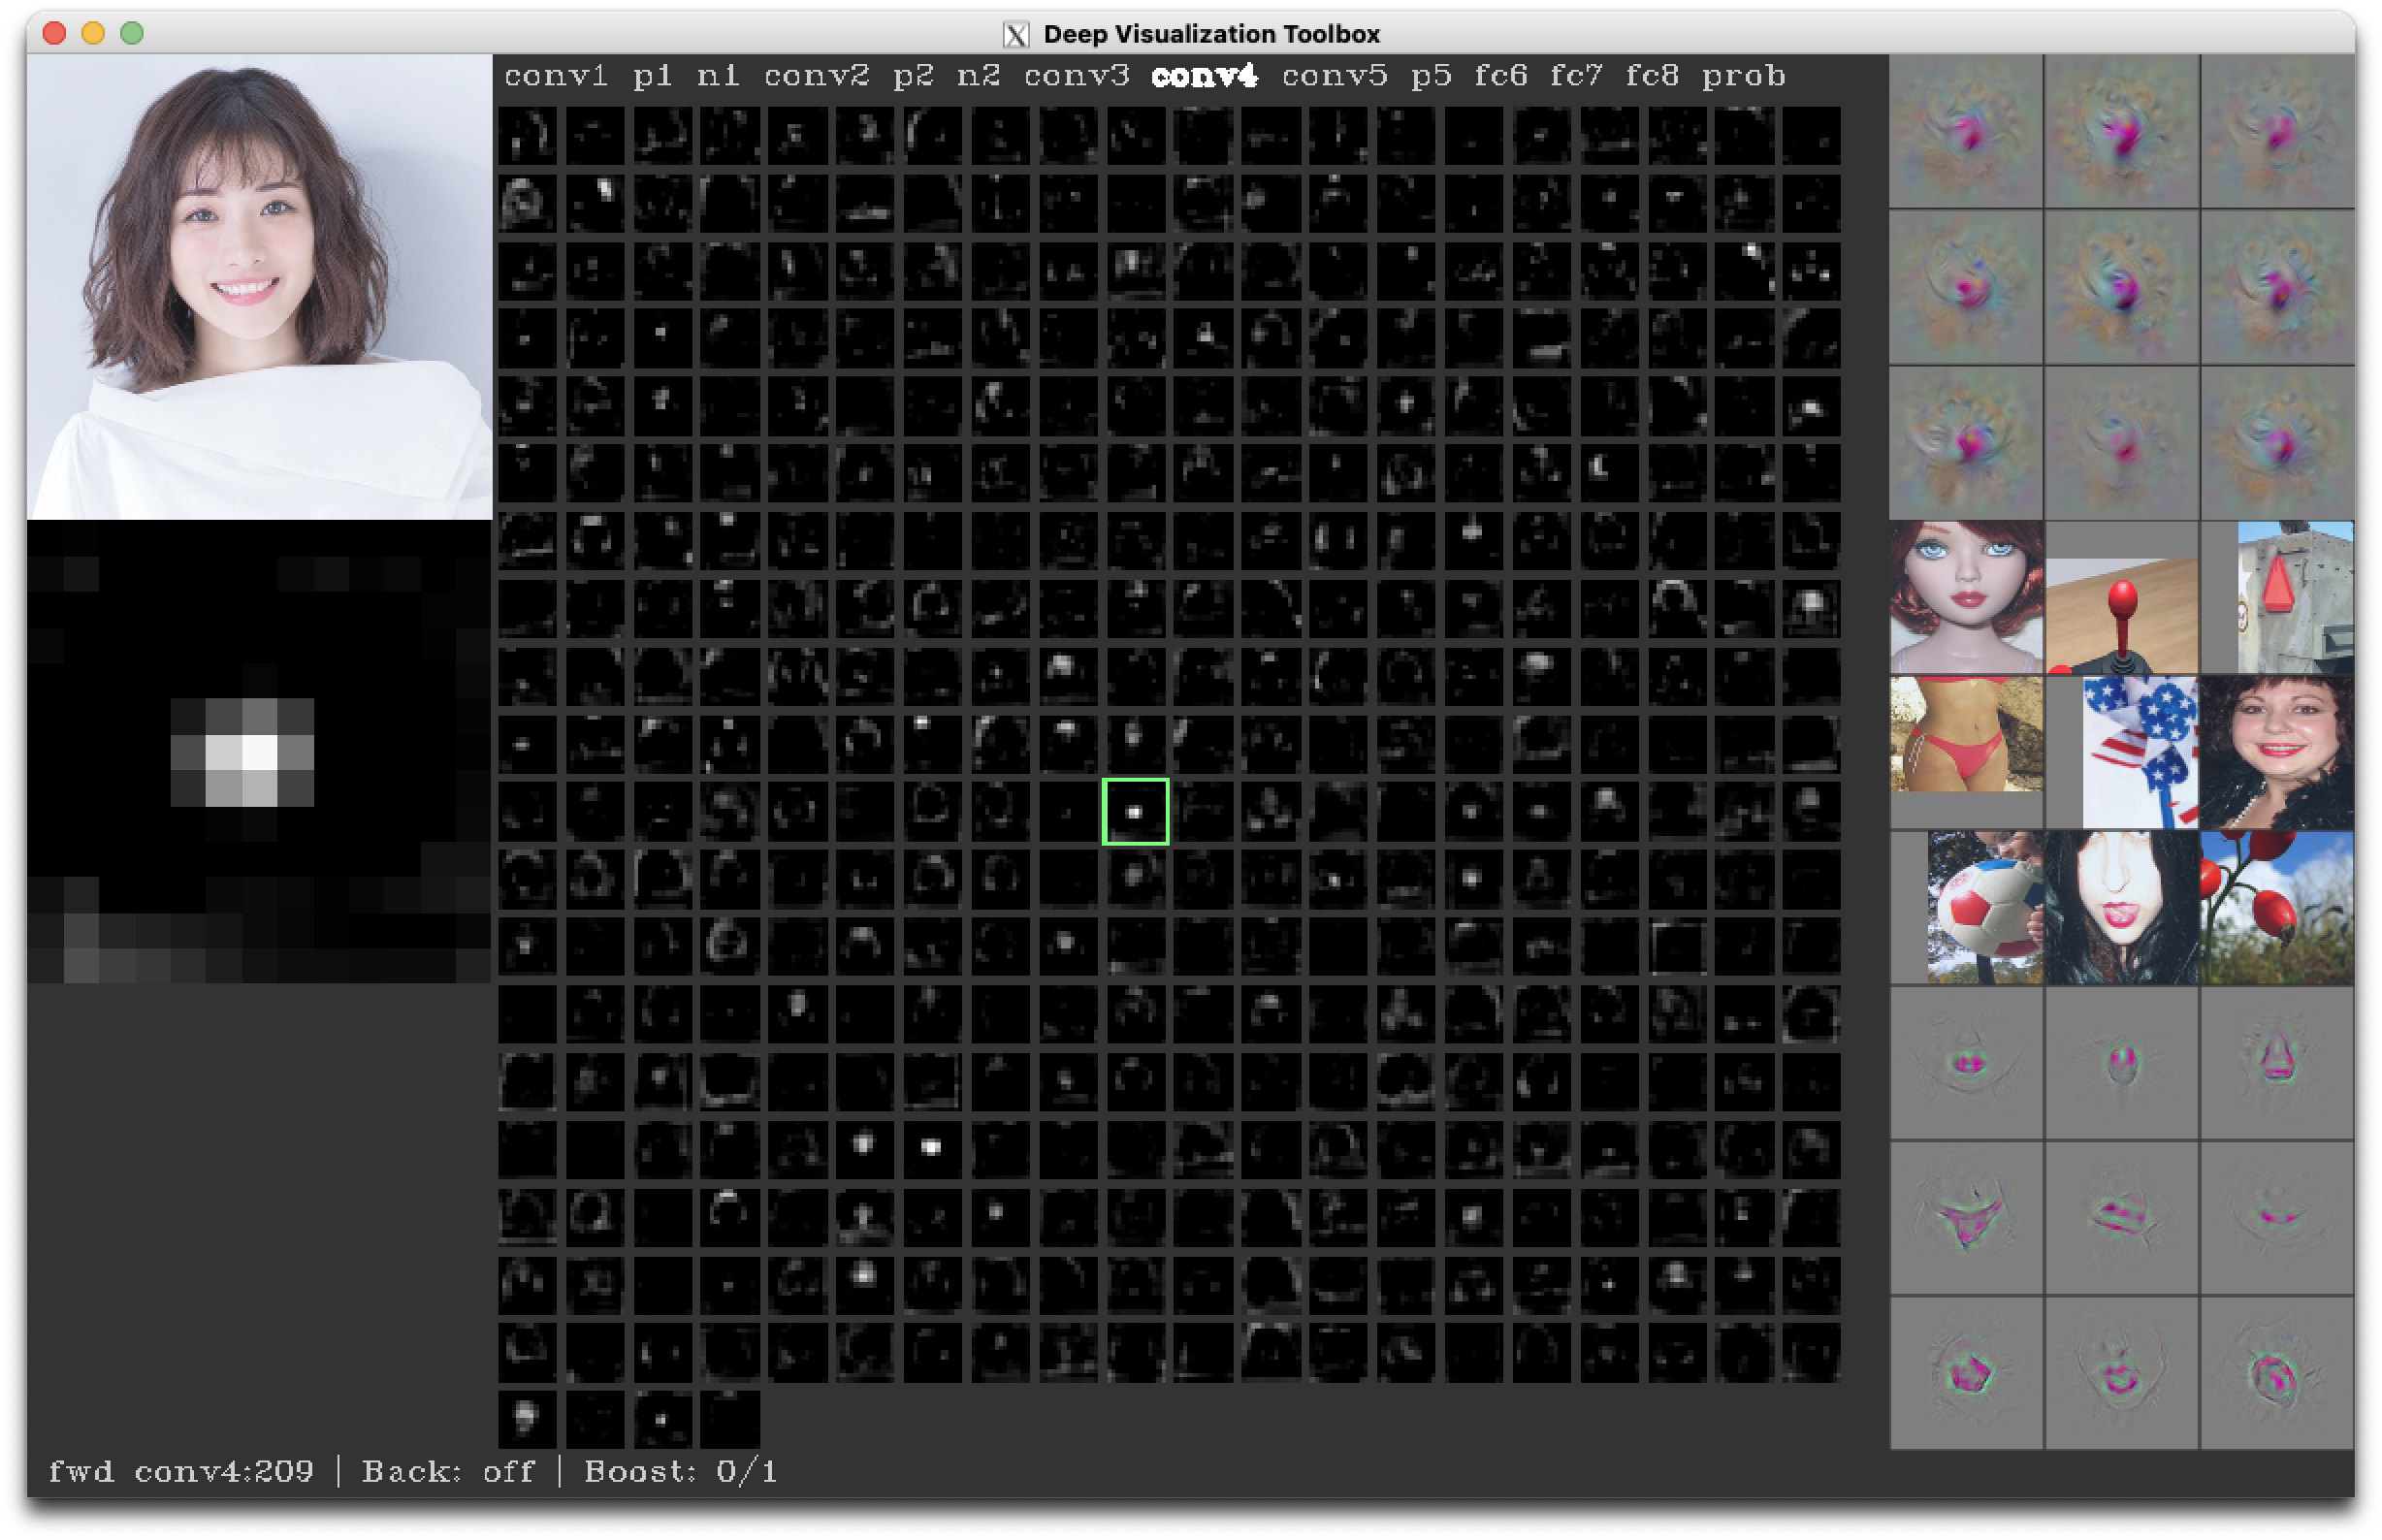 Deep Visualization Toolbox
conv1 p1 n1 conv2 p2 n2 conv3 conv4 conv5 p5 fc6 fc7 fc8 prob
fwd conv4:209 | Back: off | Boost: 0/1